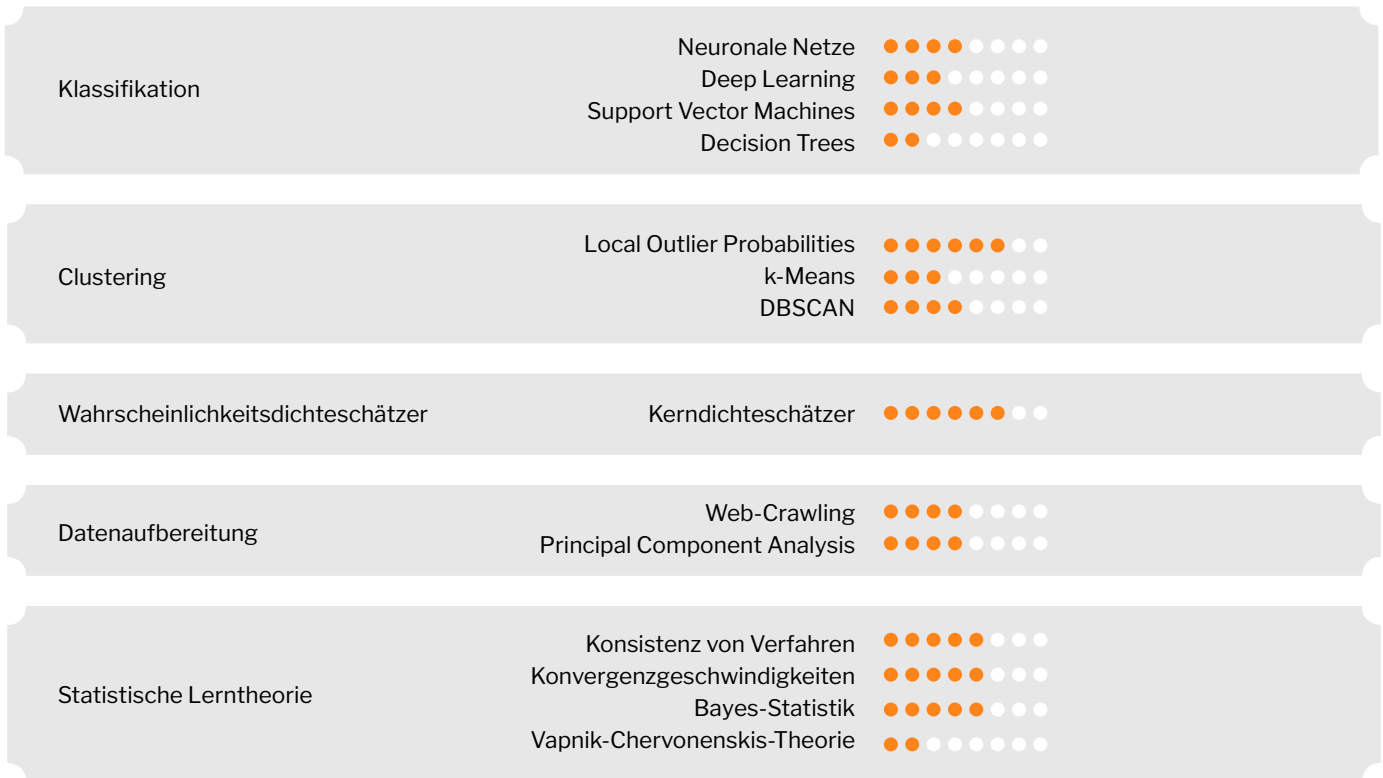 Klassifikation
Neuronale Netze
Deep Learning
Support Vector Machines
Decision Trees
Clustering
Local Outlier Probabilities
k-Means
DBSCAN
Wahrscheinlichkeitsdichteschätzer
Kerndichteschätzer
Datenaufbereitung
Web-Crawling
Principal Component Analysis
Statistische Lerntheorie
Konsistenz von Verfahren
Konvergenzgeschwindigkeiten
Bayes-Statistik
Vapnik-Chervonenskis-Theorie